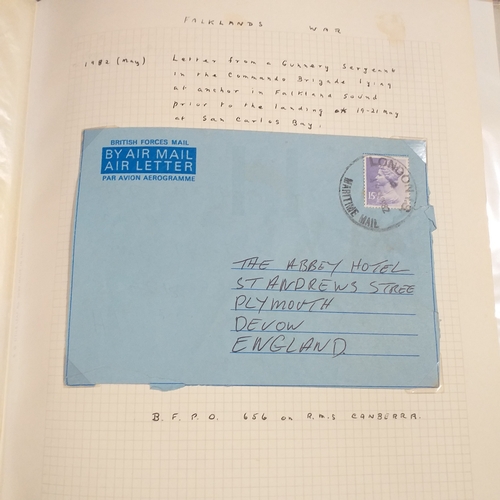 FALKLANDS WAR
1982 (May) Letter from a Gunnery Sergeant
in the Commando Brigade lying
at anchor in Falkland Sound
prior to the landing 19-21 May
at San Carlos Bay.
BRITISH FORCES MAIL
BY AIR MAIL
AIR LETTER
PAR AVION AEROGRAMME
LONDON
MARITIME MAIL
THE ABBEY HOTEL
ST ANDREWS STREE
PLYMOUTH
DEVON
ENGLAND
B. F. P. O. 656 on R.M.S CANBERRA.